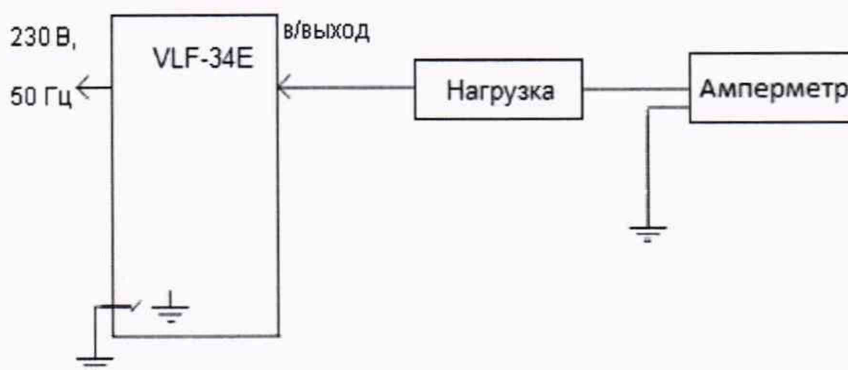 230 В,
50 Гц
VLF-34E
в/выход
Нагрузка
Амперметр